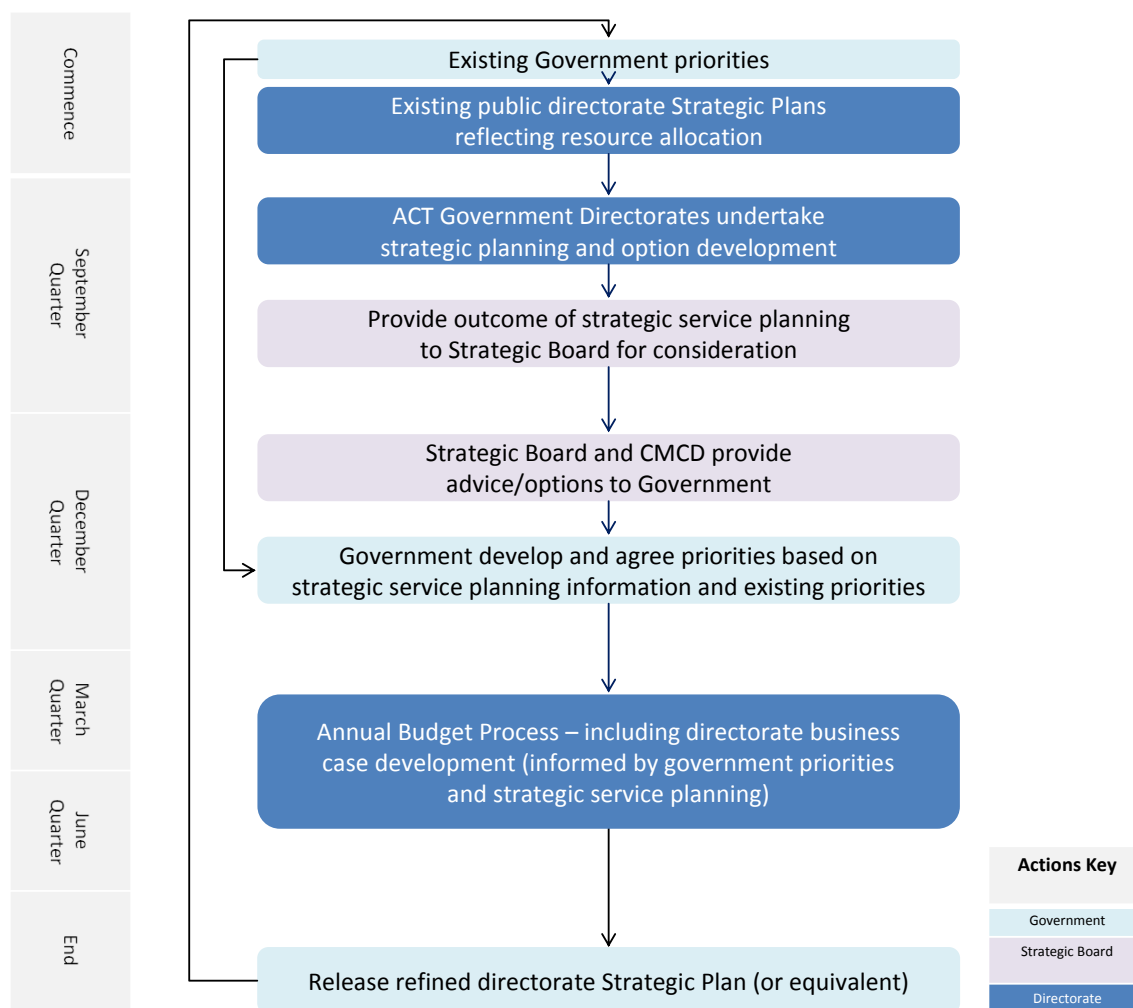 Commence
Existing Government priorities
Existing public directorate Strategic Plans
reflecting resource allocation
September
Quarter
ACT Government Directorates undertake
strategic planning and option development
Provide outcome of strategic service planning
to Strategic Board for consideration
December
Quarter
Strategic Board and CMCD provide
advice/options to Government
Government develop and agree priorities based on
strategic service planning information and existing priorities
March
Quarter
Annual Budget Process – including directorate business
case development (informed by government priorities
and strategic service planning)
June
Quarter
End
Release refined directorate Strategic Plan (or equivalent)
Actions Key
Government
Strategic Board
Directorate